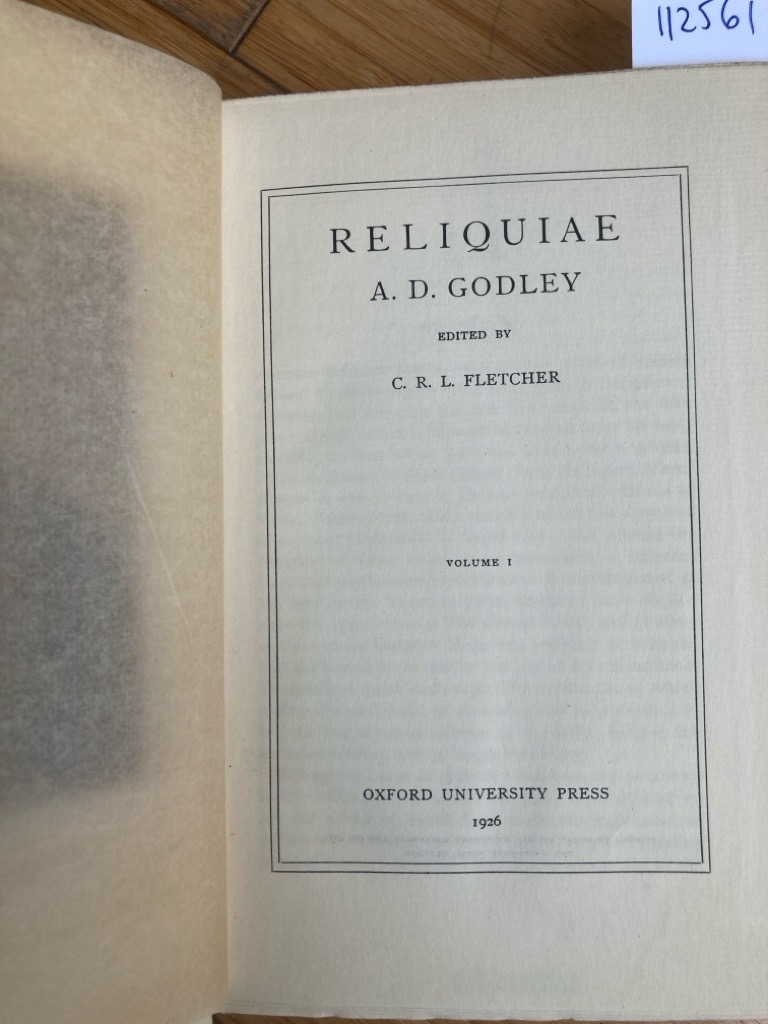 112561
RELIQUIAE
A. D. GODLEY
EDITED BY
C. R. L. FLETCHER
VOLUME I
OXFORD UNIVERSITY PRESS
1926